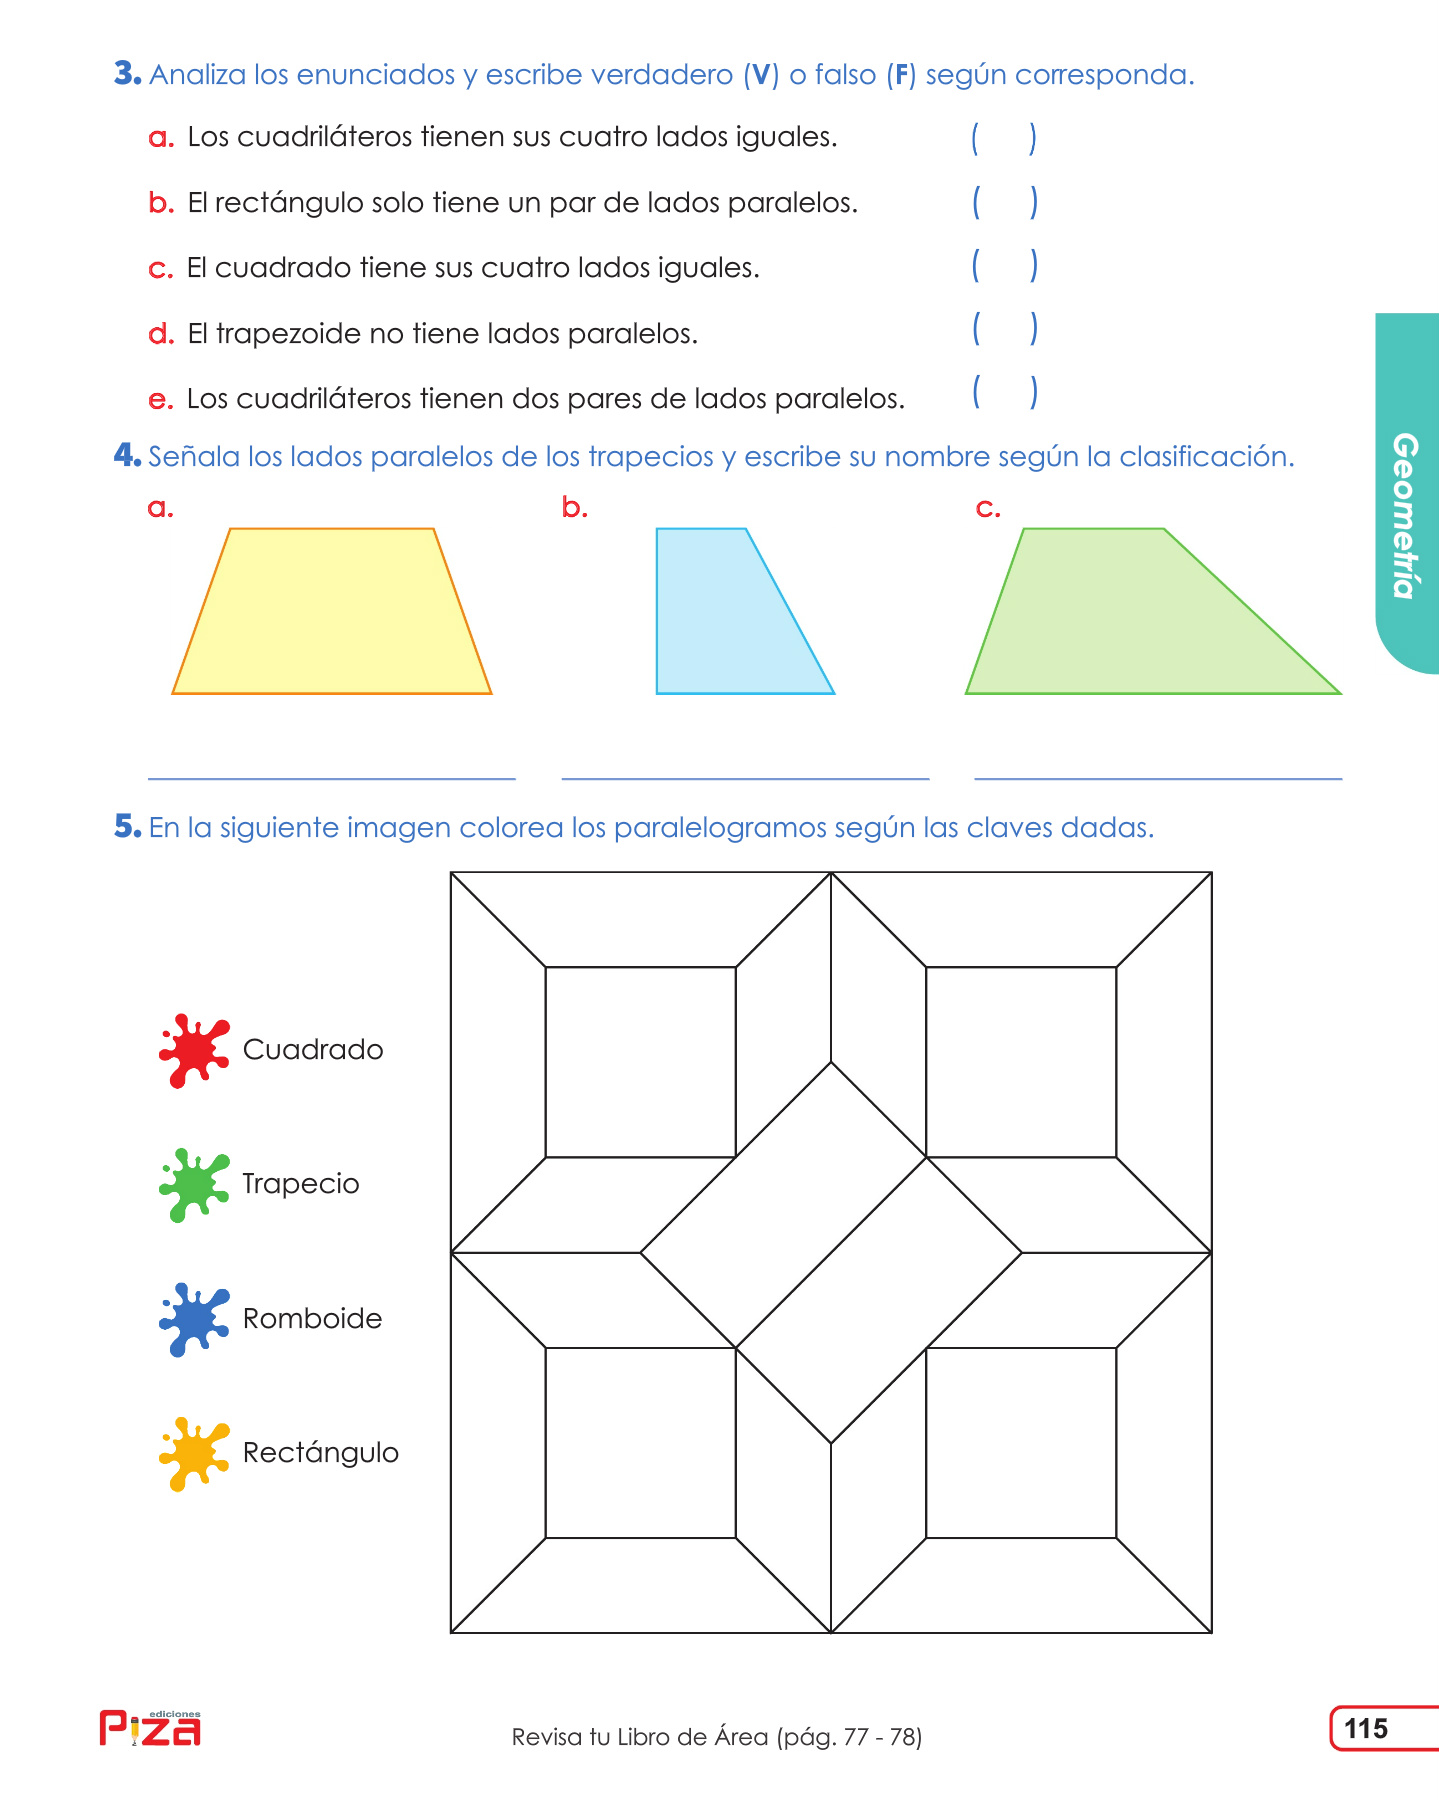 3. Analiza los enunciados y escribe verdadero (V) o falso (F) según corresponda.
a. Los cuadriláteros tienen sus cuatro lados iguales. ( )
b. El rectángulo solo tiene un par de lados paralelos. ( )
c. El cuadrado tiene sus cuatro lados iguales. ( )
d. El trapezoide no tiene lados paralelos. ( )
e. Los cuadriláteros tienen dos pares de lados paralelos. ( )
Geometría
4. Señala los lados paralelos de los trapecios y escribe su nombre según la clasificación.
a. b. c.
5. En la siguiente imagen colorea los paralelogramos según las claves dadas.
Cuadrado
Trapecio
Romboide
Rectángulo
ediciones
Piza
Revisa tu Libro de Área (pág. 77 - 78)
115